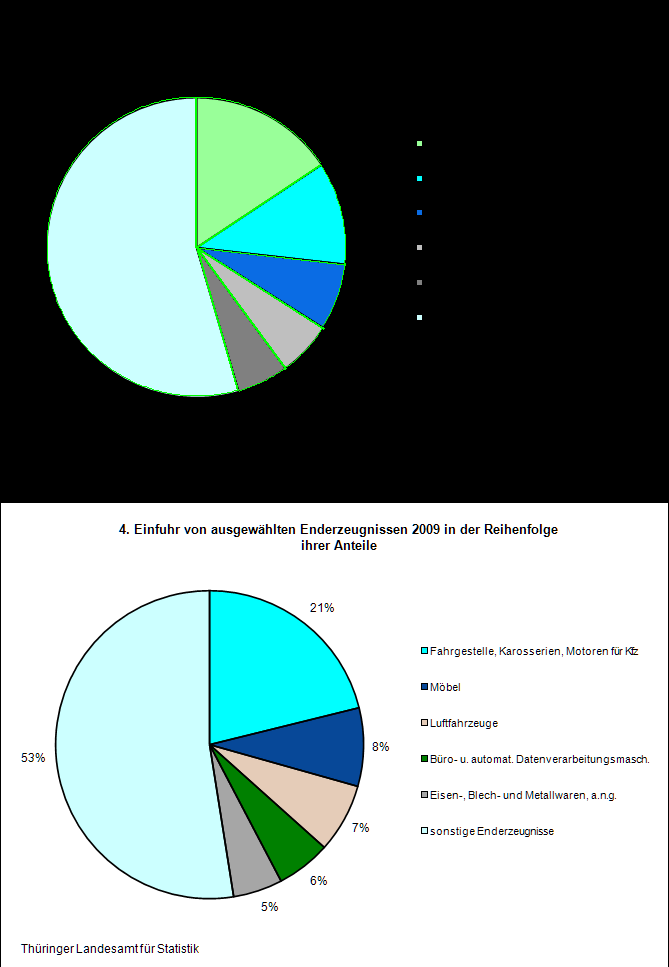 4. Einfuhr von ausgewählten Enderzeugnissen 2009 in der Reihenfolge
ihrer Anteile
21%
Fahrgestelle, Karosserien, Motoren für Kfz
Möbel
Luftfahrzeuge
8%
53%
Büro- u. automat. Datenverarbeitungsmasch.
Eisen-, Blech- und Metallwaren, a.n.g.
7%
sonstige Enderzeugnisse
6%
5%
Thüringer Landesamt für Statistik